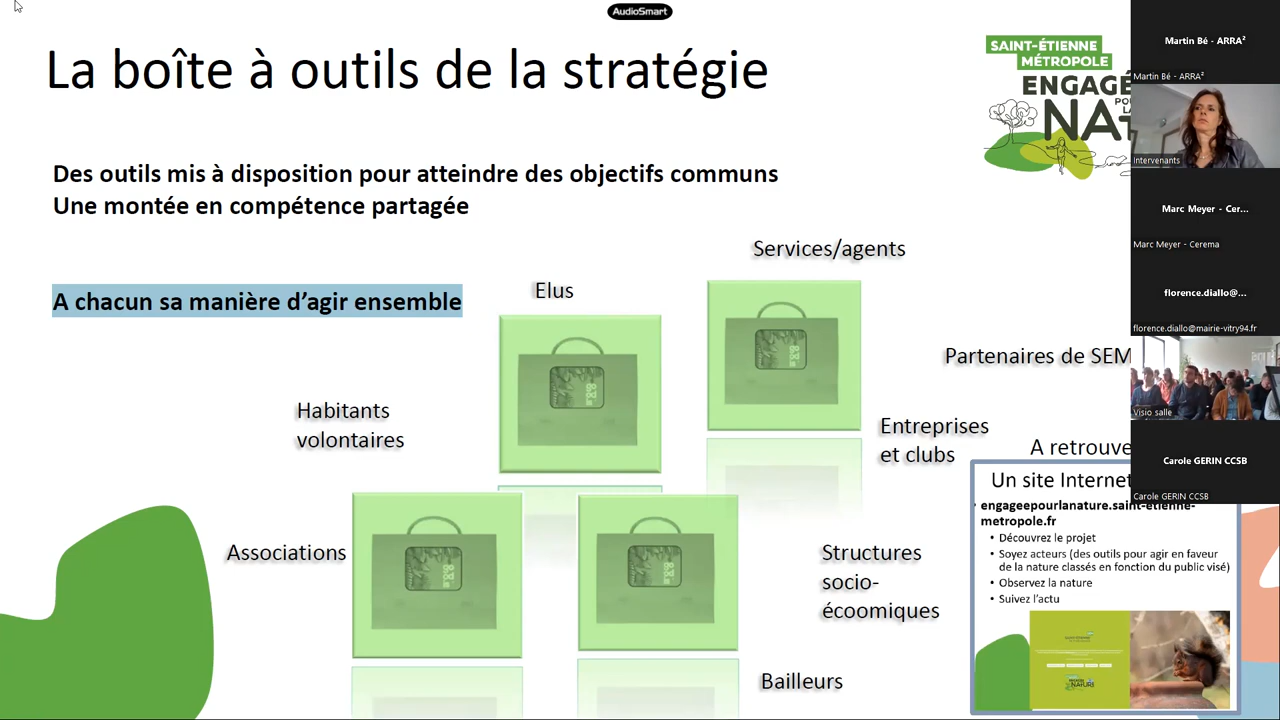 AudioSmart
La boîte à outils de la stratégie
SAINT-ÉTIENNE
MÉTROPOLE
ENGAGÉ
NA
Des outils mis à disposition pour atteindre des objectifs communs
Une montée en compétence partagée
A chacun sa manière d’agir ensemble
Services/agents
Elus
Partenaires de SEM
Habitants
volontaires
Entreprises
et clubs
Associations
Structures
socio-
écoomiques
Bailleurs
A retrouve
Un site Internet
engageepourlanature.saint-etienne-
metropole.fr
• Découvrez le projet
• Soyez acteurs (des outils pour agir en faveur
de la nature classés en fonction du public visé)
• Observez la nature
• Suivez l’actu
NATURE
Martin Bé - ARRA²
Martin Bé - ARRA²
Intervenants
Marc Meyer - Cer...
Marc Meyer - Cerema
florence.diallo@...
florence.diallo@mairie-vitry94.fr
Visio salle
Carole GERIN CCSB
Carole GERIN CCSB